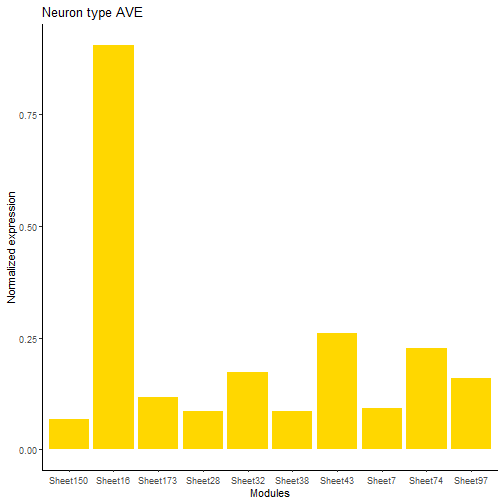 Neuron type AVE
Normalized expression
0.75
0.50
0.25
0.00
Sheet150 Sheet16 Sheet173 Sheet28 Sheet32 Sheet38 Sheet43 Sheet7 Sheet74 Sheet97
Modules